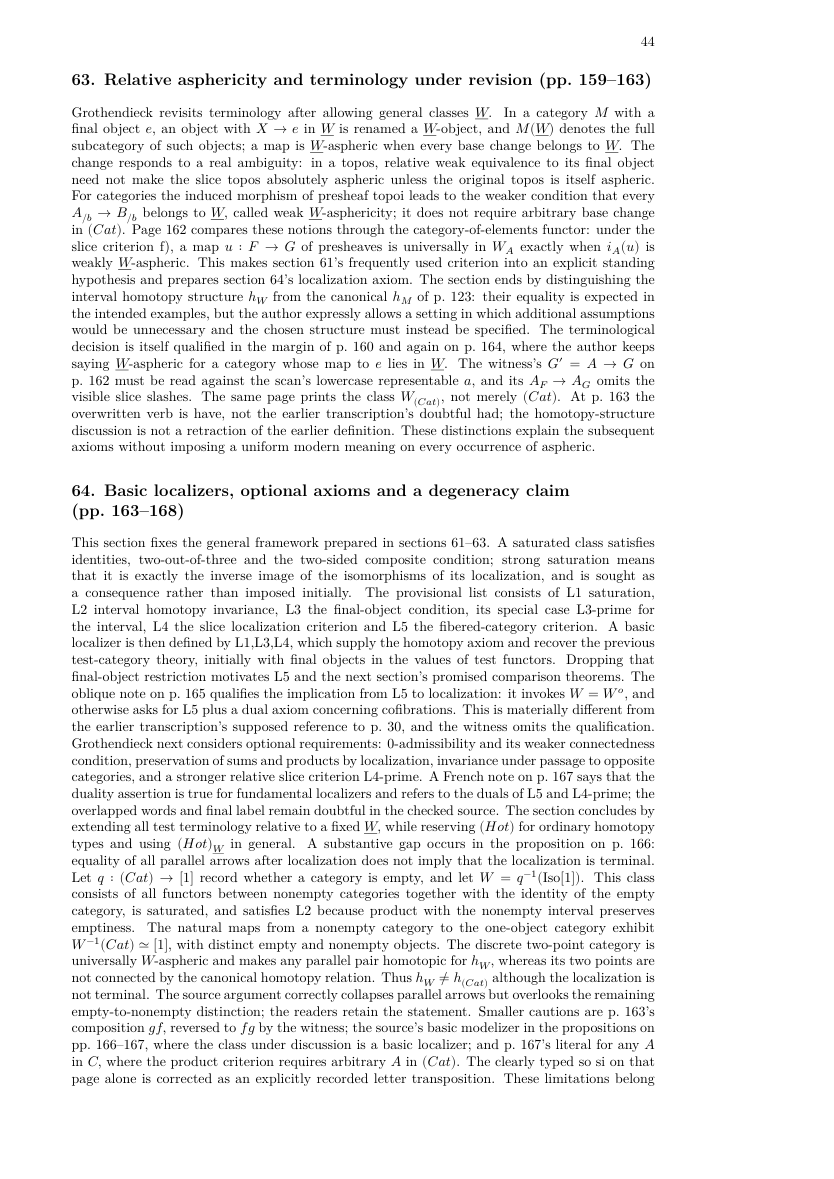 44
63. Relative asphericity and terminology under revision (pp. 159–163)
Grothendieck revisits terminology after allowing general classes W. In a category M with a
final object e, an object with X → e in W is renamed a W-object, and M(W) denotes the full
subcategory of such objects; a map is W-aspheric when every base change belongs to W. The
change responds to a real ambiguity: in a topos, relative weak equivalence to its final object
need not make the slice topos absolutely aspheric unless the original topos is itself aspheric.
For categories the induced morphism of presheaf topoi leads to the weaker condition that every
A/b → B/b belongs to W, called weak W-asphericity; it does not require arbitrary base change
in (Cat). Page 162 compares these notions through the category-of-elements functor: under the
slice criterion f), a map u : F → G of presheaves is universally in W_A exactly when i_A(u) is
weakly W-aspheric. This makes section 61's frequently used criterion into an explicit standing
hypothesis and prepares section 64's localization axiom. The section ends by distinguishing the
interval homotopy structure h_W from the canonical h_M of p. 123: their equality is expected in
the intended examples, but the author expressly allows a setting in which additional assumptions
would be unnecessary and the chosen structure must instead be specified. The terminological
decision is itself qualified in the margin of p. 160 and again on p. 164, where the author keeps
saying W-aspheric for a category whose map to e lies in W. The witness's G′ = A → G on
p. 162 must be read against the scan's lowercase representable a, and its A_F → A_G omits the
visible slice slashes. The same page prints the class W_(Cat), not merely (Cat). At p. 163 the
overwritten verb is have, not the earlier transcription's doubtful had; the homotopy-structure
discussion is not a retraction of the earlier definition. These distinctions explain the subsequent
axioms without imposing a uniform modern meaning on every occurrence of aspheric.
64. Basic localizers, optional axioms and a degeneracy claim
(pp. 163–168)
This section fixes the general framework prepared in sections 61–63. A saturated class satisfies
identities, two-out-of-three and the two-sided composite condition; strong saturation means
that it is exactly the inverse image of the isomorphisms of its localization, and is sought as
a consequence rather than imposed initially. The provisional list consists of L1 saturation,
L2 interval homotopy invariance, L3 the final-object condition, its special case L3-prime for
the interval, L4 the slice localization criterion and L5 the fibered-category criterion. A basic
localizer is then defined by L1,L3,L4, which supply the homotopy axiom and recover the previous
test-category theory, initially with final objects in the values of test functors. Dropping that
final-object restriction motivates L5 and the next section's promised comparison theorems. The
oblique note on p. 165 qualifies the implication from L5 to localization: it invokes W = W^o, and
otherwise asks for L5 plus a dual axiom concerning cofibrations. This is materially different from
the earlier transcription's supposed reference to p. 30, and the witness omits the qualification.
Grothendieck next considers optional requirements: 0-admissibility and its weaker connectedness
condition, preservation of sums and products by localization, invariance under passage to opposite
categories, and a stronger relative slice criterion L4-prime. A French note on p. 167 says that the
duality assertion is true for fundamental localizers and refers to the duals of L5 and L4-prime; the
overlapped words and final label remain doubtful in the checked source. The section concludes by
extending all test terminology relative to a fixed W, while reserving (Hot) for ordinary homotopy
types and using (Hot)_W in general. A substantive gap occurs in the proposition on p. 166:
equality of all parallel arrows after localization does not imply that the localization is terminal.
Let q : (Cat) → [1] record whether a category is empty, and let W = q⁻¹(Iso[1]). This class
consists of all functors between nonempty categories together with the identity of the empty
category, is saturated, and satisfies L2 because product with the nonempty interval preserves
emptiness. The natural maps from a nonempty category to the one-object category exhibit
W⁻¹(Cat) ≃ [1], with distinct empty and nonempty objects. The discrete two-point category is
universally W-aspheric and makes any parallel pair homotopic for h_W, whereas its two points are
not connected by the canonical homotopy relation. Thus h_W ≠ h_(Cat) although the localization is
not terminal. The source argument correctly collapses parallel arrows but overlooks the remaining
empty-to-nonempty distinction; the readers retain the statement. Smaller cautions are p. 163's
composition gf, reversed to fg by the witness; the source's basic modelizer in the propositions on
pp. 166–167, where the class under discussion is a basic localizer; and p. 167's literal for any A
in C, where the product criterion requires arbitrary A in (Cat). The clearly typed so si on that
page alone is corrected as an explicitly recorded letter transposition. These limitations belong